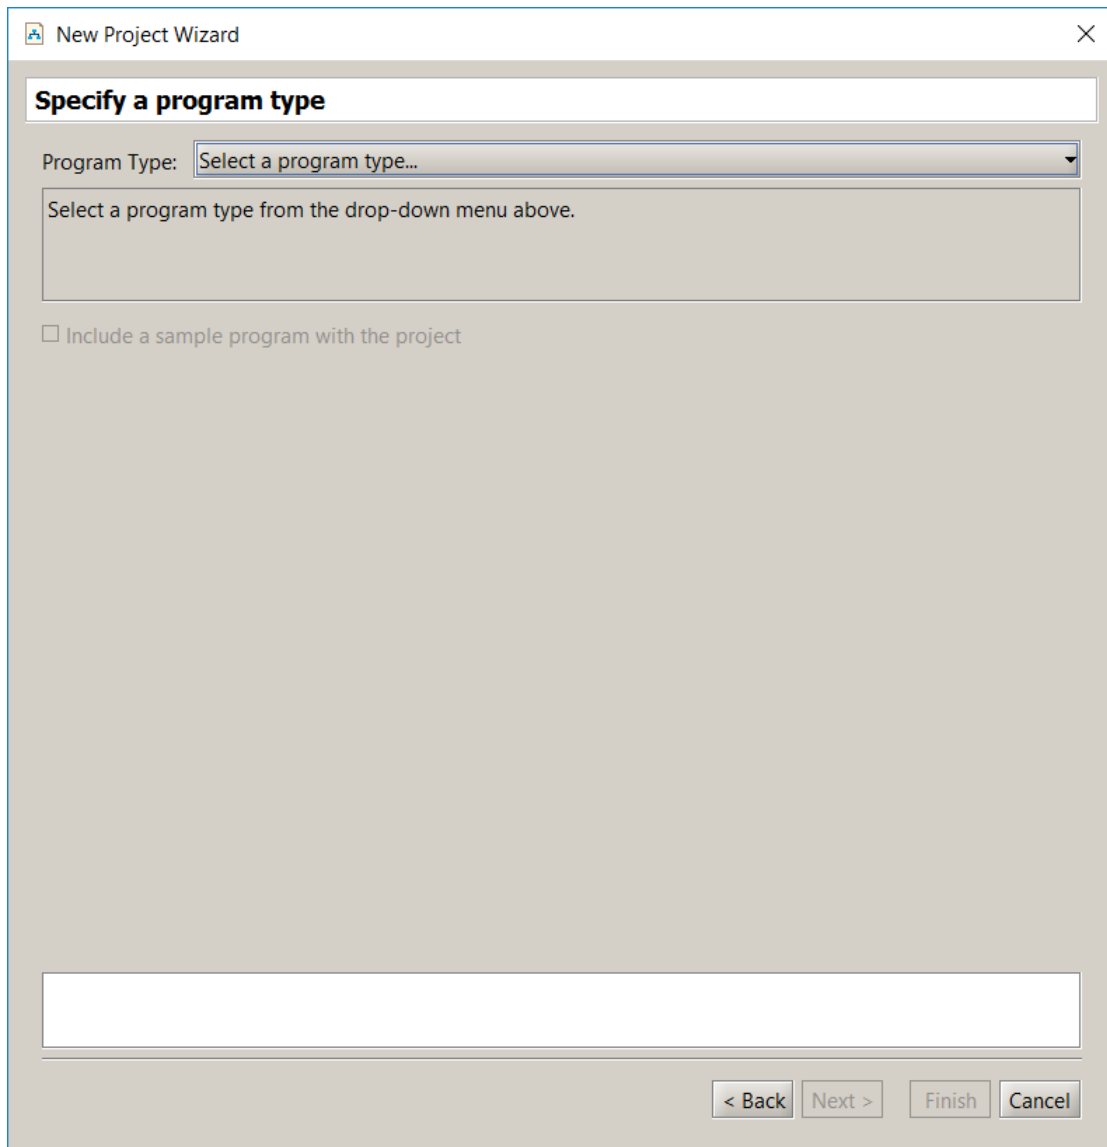 New Project Wizard
Specify a program type
Program Type: Select a program type...
Select a program type from the drop-down menu above.
Include a sample program with the project
< Back Next > Finish Cancel